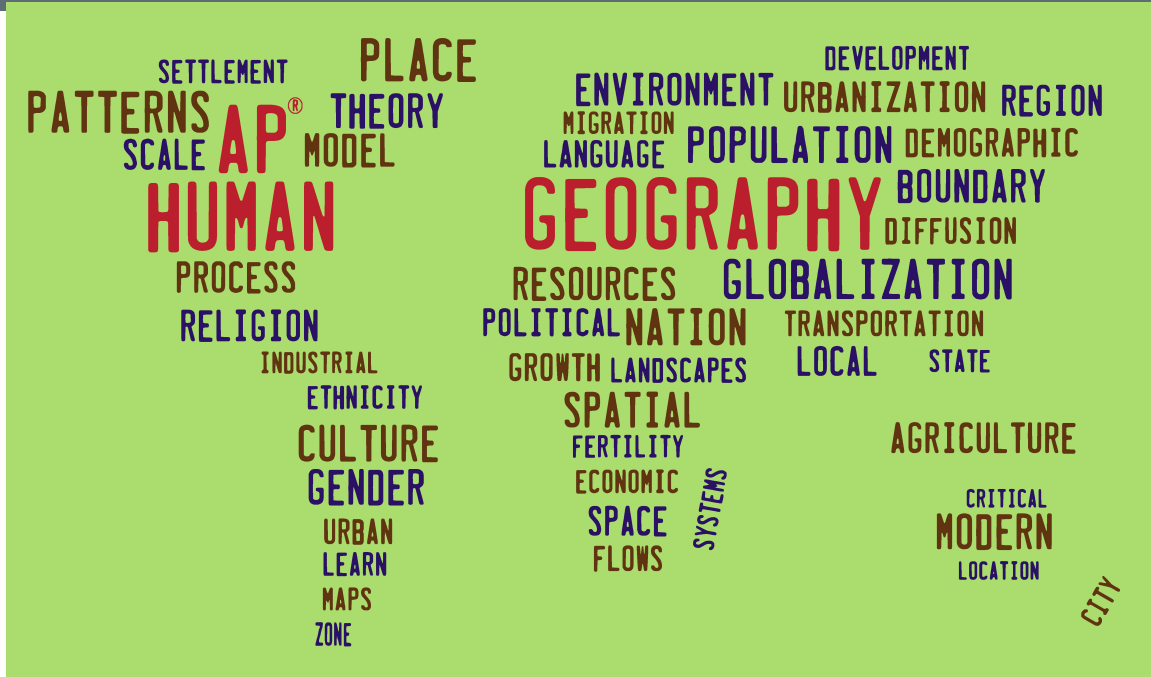 PLACE
SETTLEMENT
PATTERNS
AP®
THEORY
SCALE
MODEL
HUMAN
PROCESS
RELIGION
INDUSTRIAL
ETHNICITY
CULTURE
GENDER
URBAN
LEARN
MAPS
ZONE
DEVELOPMENT
ENVIRONMENT
URBANIZATION
REGION
MIGRATION
LANGUAGE
POPULATION
DEMOGRAPHIC
GEOGRAPHY
BOUNDARY
DIFFUSION
RESOURCES
GLOBALIZATION
POLITICAL
NATION
TRANSPORTATION
GROWTH
LANDSCAPES
LOCAL
STATE
SPATIAL
FERTILITY
ECONOMIC
SYSTEMS
SPACE
FLOWS
AGRICULTURE
CRITICAL
MODERN
LOCATION
CITY